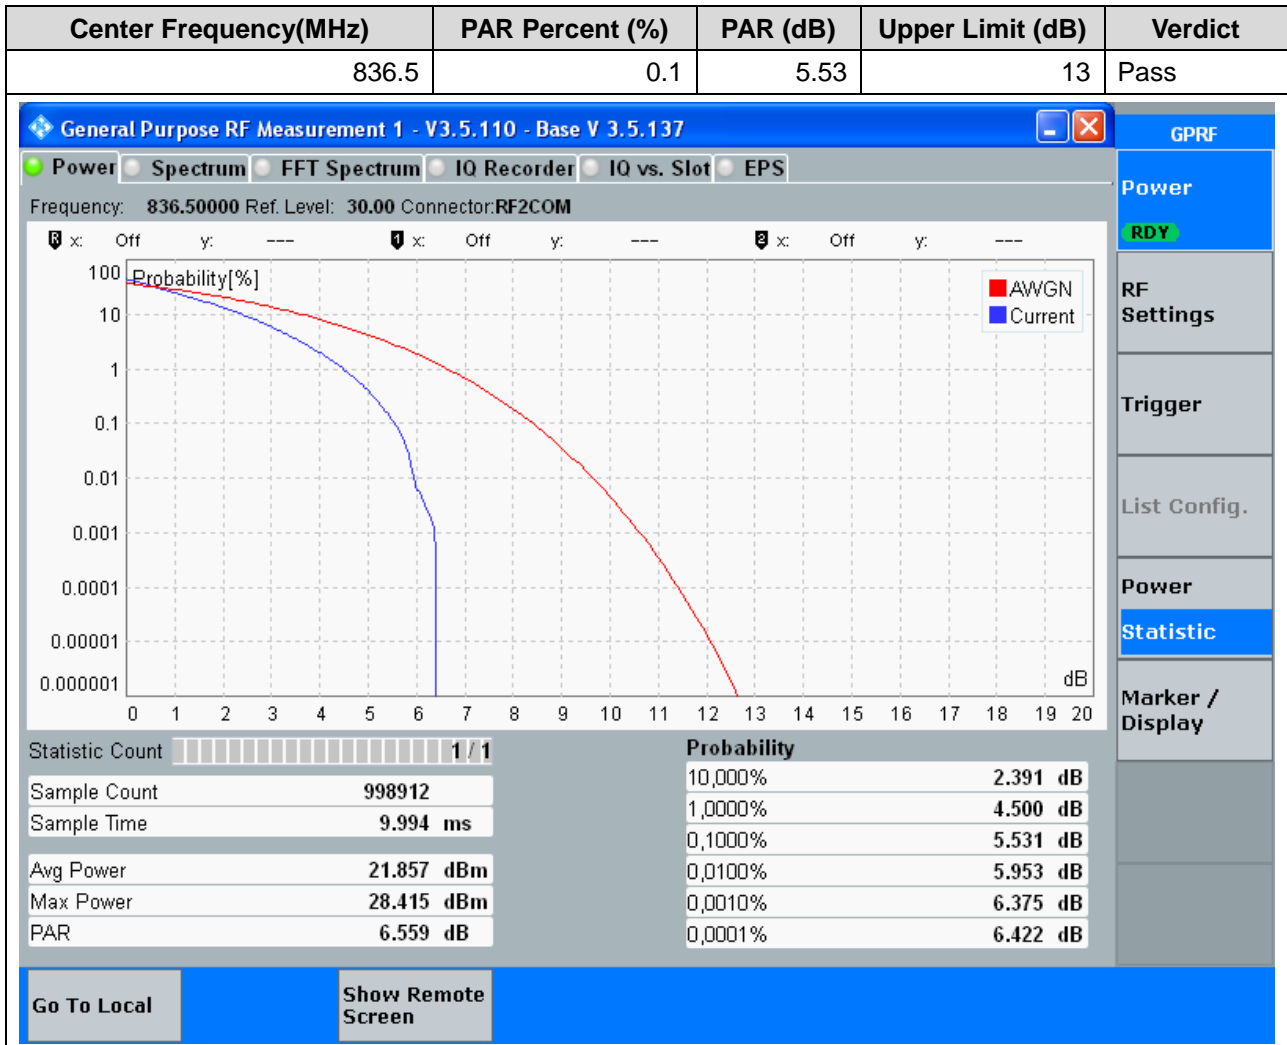 Center Frequency(MHz) PAR Percent (%) PAR (dB) Upper Limit (dB) Verdict
836.5 0.1 5.53 13 Pass
General Purpose RF Measurement 1 - V3.5.110 - Base V 3.5.137
GPRF
Power Spectrum FFT Spectrum IQ Recorder IQ vs. Slot EPS
Power
RDY
Frequency: 836.50000 Ref. Level: 30.00 Connector:RF2COM
R x: Off y: --- 1 x: Off y: --- 2 x: Off y: ---
Probability[%]
AWGN
Current
100
10
1
0.1
0.01
0.001
0.0001
0.00001
0.000001
dB
0 1 2 3 4 5 6 7 8 9 10 11 12 13 14 15 16 17 18 19 20
RF
Settings
Trigger
List Config.
Power
Statistic
Marker /
Display
Statistic Count 1 / 1
Sample Count 998912
Sample Time 9.994 ms
Avg Power 21.857 dBm
Max Power 28.415 dBm
PAR 6.559 dB
Probability
10,000% 2.391 dB
1,0000% 4.500 dB
0,1000% 5.531 dB
0,0100% 5.953 dB
0,0010% 6.375 dB
0,0001% 6.422 dB
Go To Local
Show Remote
Screen